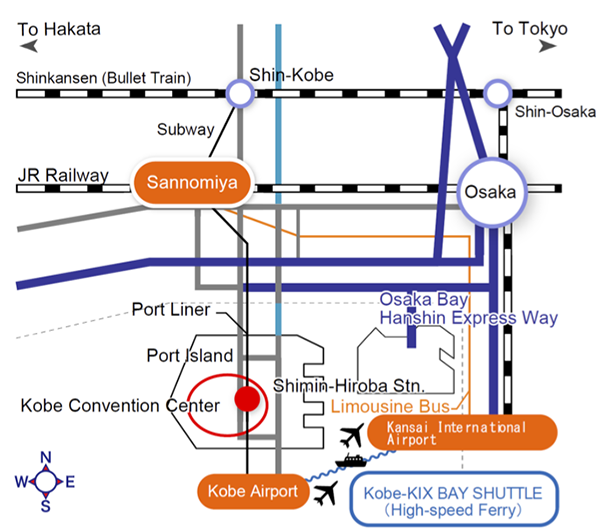 To Hakata
To Tokyo
Shinkansen (Bullet Train)
Shin-Kobe
Shin-Osaka
Subway
JR Railway
Sannomiya
Osaka
Osaka Bay
Hanshin Express Way
Port Liner
Port Island
Shimin-Hiroba Stn.
Kobe Convention Center
Limousine Bus
Kansai International
Airport
Kobe Airport
Kobe-KIX BAY SHUTTLE
(High-speed Ferry)
N
W
E
S